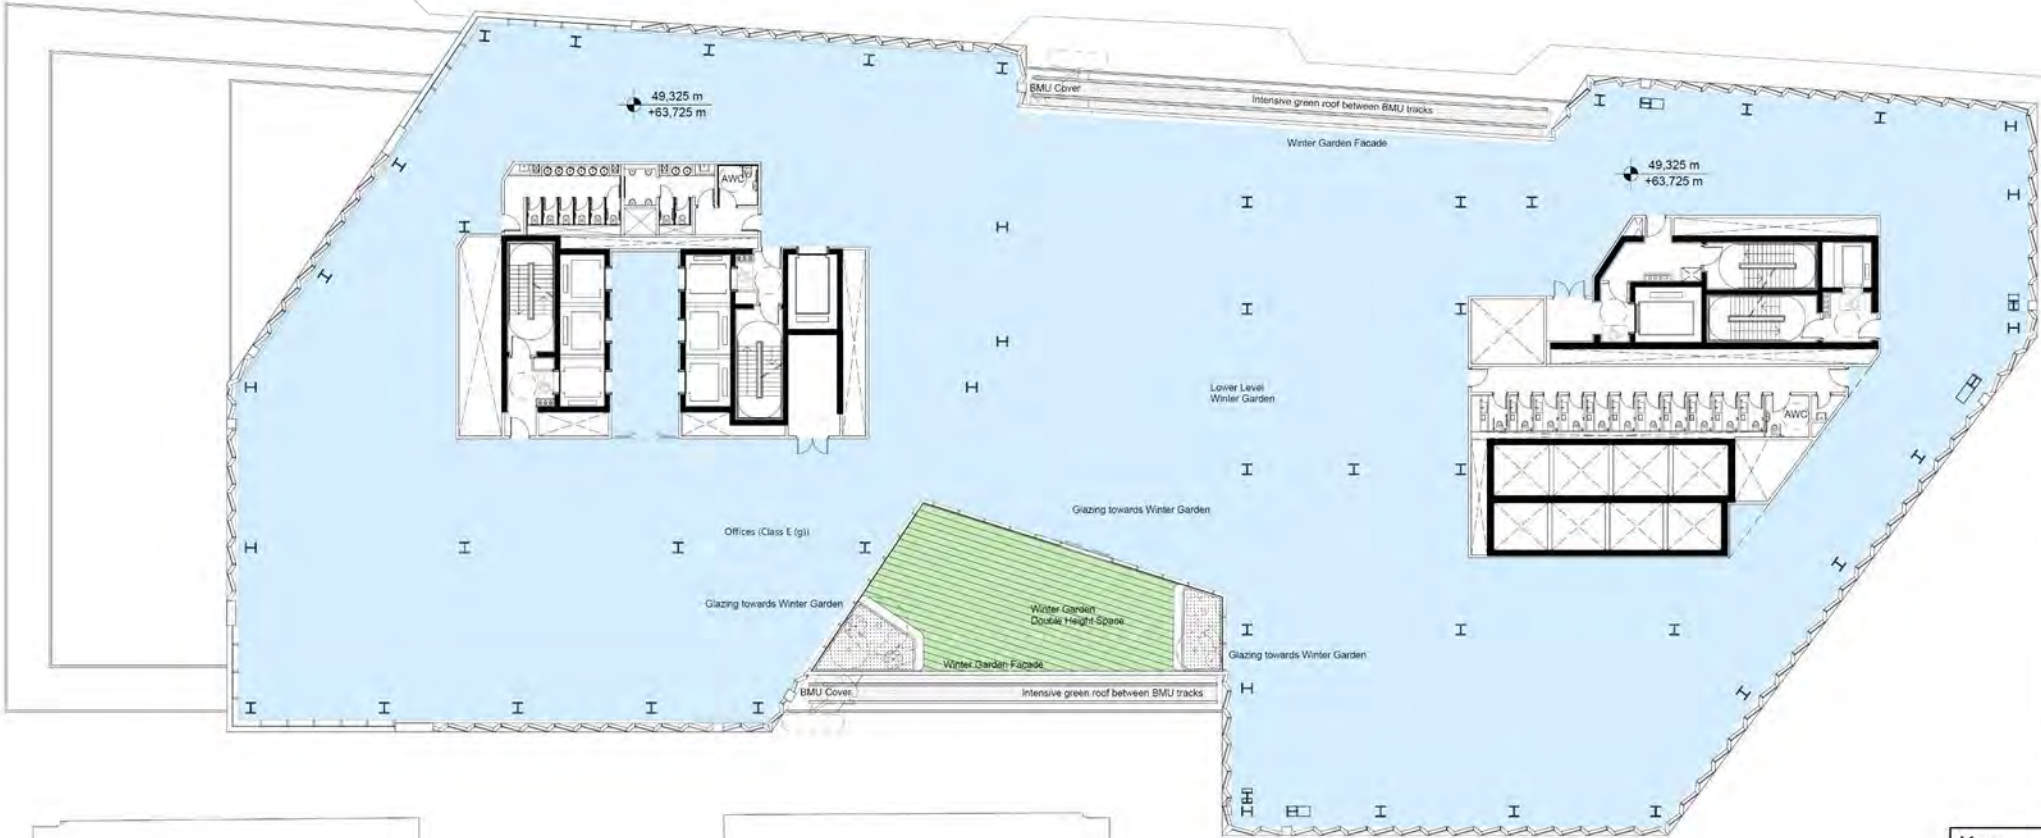 BMU Cover
Intensive green roof between BMU tracks
49,325 m
+63,725 m
Winter Garden Facade
49,325 m
+63,725 m
AWC
Lower Level
Winter Garden
AWC
Glazing towards Winter Garden
Offices (Class E (g))
Glazing towards Winter Garden
Winter Garden
Double Height Space
Glazing towards Winter Garden
Winter Garden Facade
BMU Cover
Intensive green roof between BMU tracks